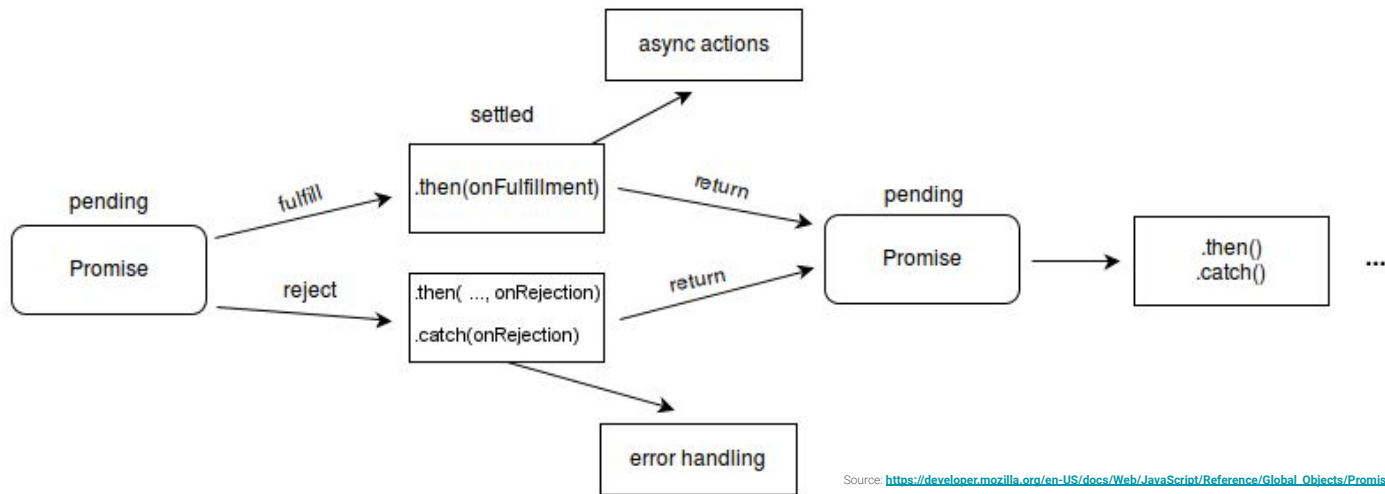 async actions
settled
.then(onFulfillment)
fulfill
return
pending
Promise
reject
.then( ..., onRejection)
.catch(onRejection)
return
pending
Promise
.then()
.catch()
...
error handling
Source: https://developer.mozilla.org/en-US/docs/Web/JavaScript/Reference/Global_Objects/Promis